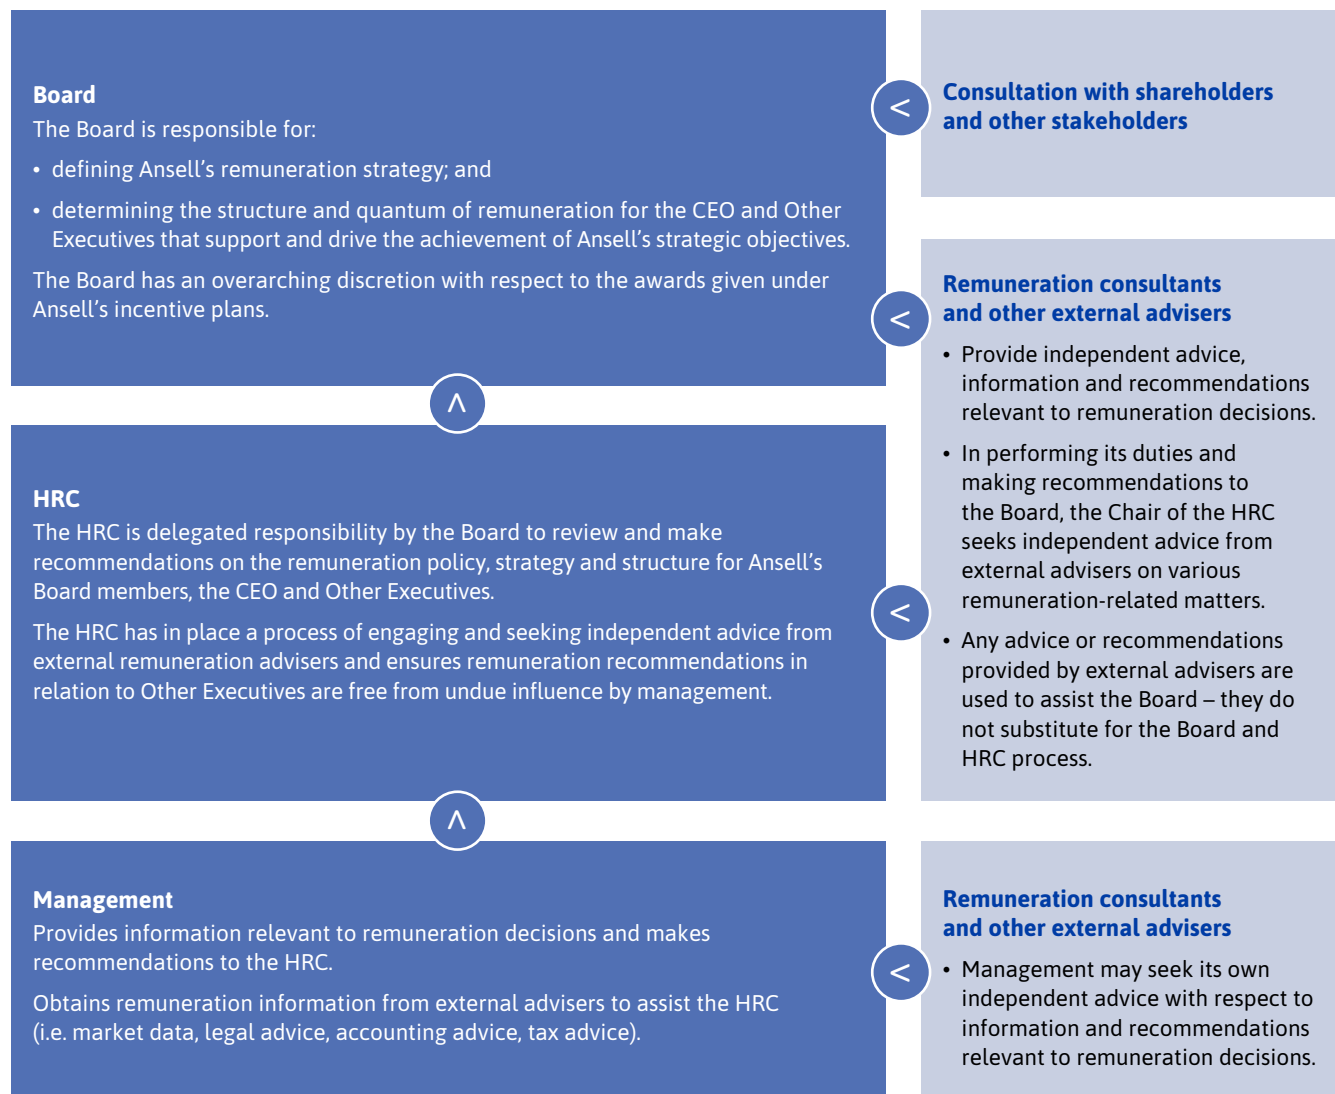 Board
The Board is responsible for:
• defining Ansell’s remuneration strategy; and
• determining the structure and quantum of remuneration for the CEO and Other
Executives that support and drive the achievement of Ansell’s strategic objectives.
The Board has an overarching discretion with respect to the awards given under
Ansell’s incentive plans.
<
Consultation with shareholders
and other stakeholders
<
Remuneration consultants
and other external advisers
• Provide independent advice,
information and recommendations
relevant to remuneration decisions.
• In performing its duties and
making recommendations to
the Board, the Chair of the HRC
seeks independent advice from
external advisers on various
remuneration-related matters.
• Any advice or recommendations
provided by external advisers are
used to assist the Board – they do
not substitute for the Board and
HRC process.
<
HRC
The HRC is delegated responsibility by the Board to review and make
recommendations on the remuneration policy, strategy and structure for Ansell’s
Board members, the CEO and Other Executives.
The HRC has in place a process of engaging and seeking independent advice from
external remuneration advisers and ensures remuneration recommendations in
relation to Other Executives are free from undue influence by management.
<
<
Management
Provides information relevant to remuneration decisions and makes
recommendations to the HRC.
Obtains remuneration information from external advisers to assist the HRC
(i.e. market data, legal advice, accounting advice, tax advice).
<
Remuneration consultants
and other external advisers
• Management may seek its own
independent advice with respect to
information and recommendations
relevant to remuneration decisions.